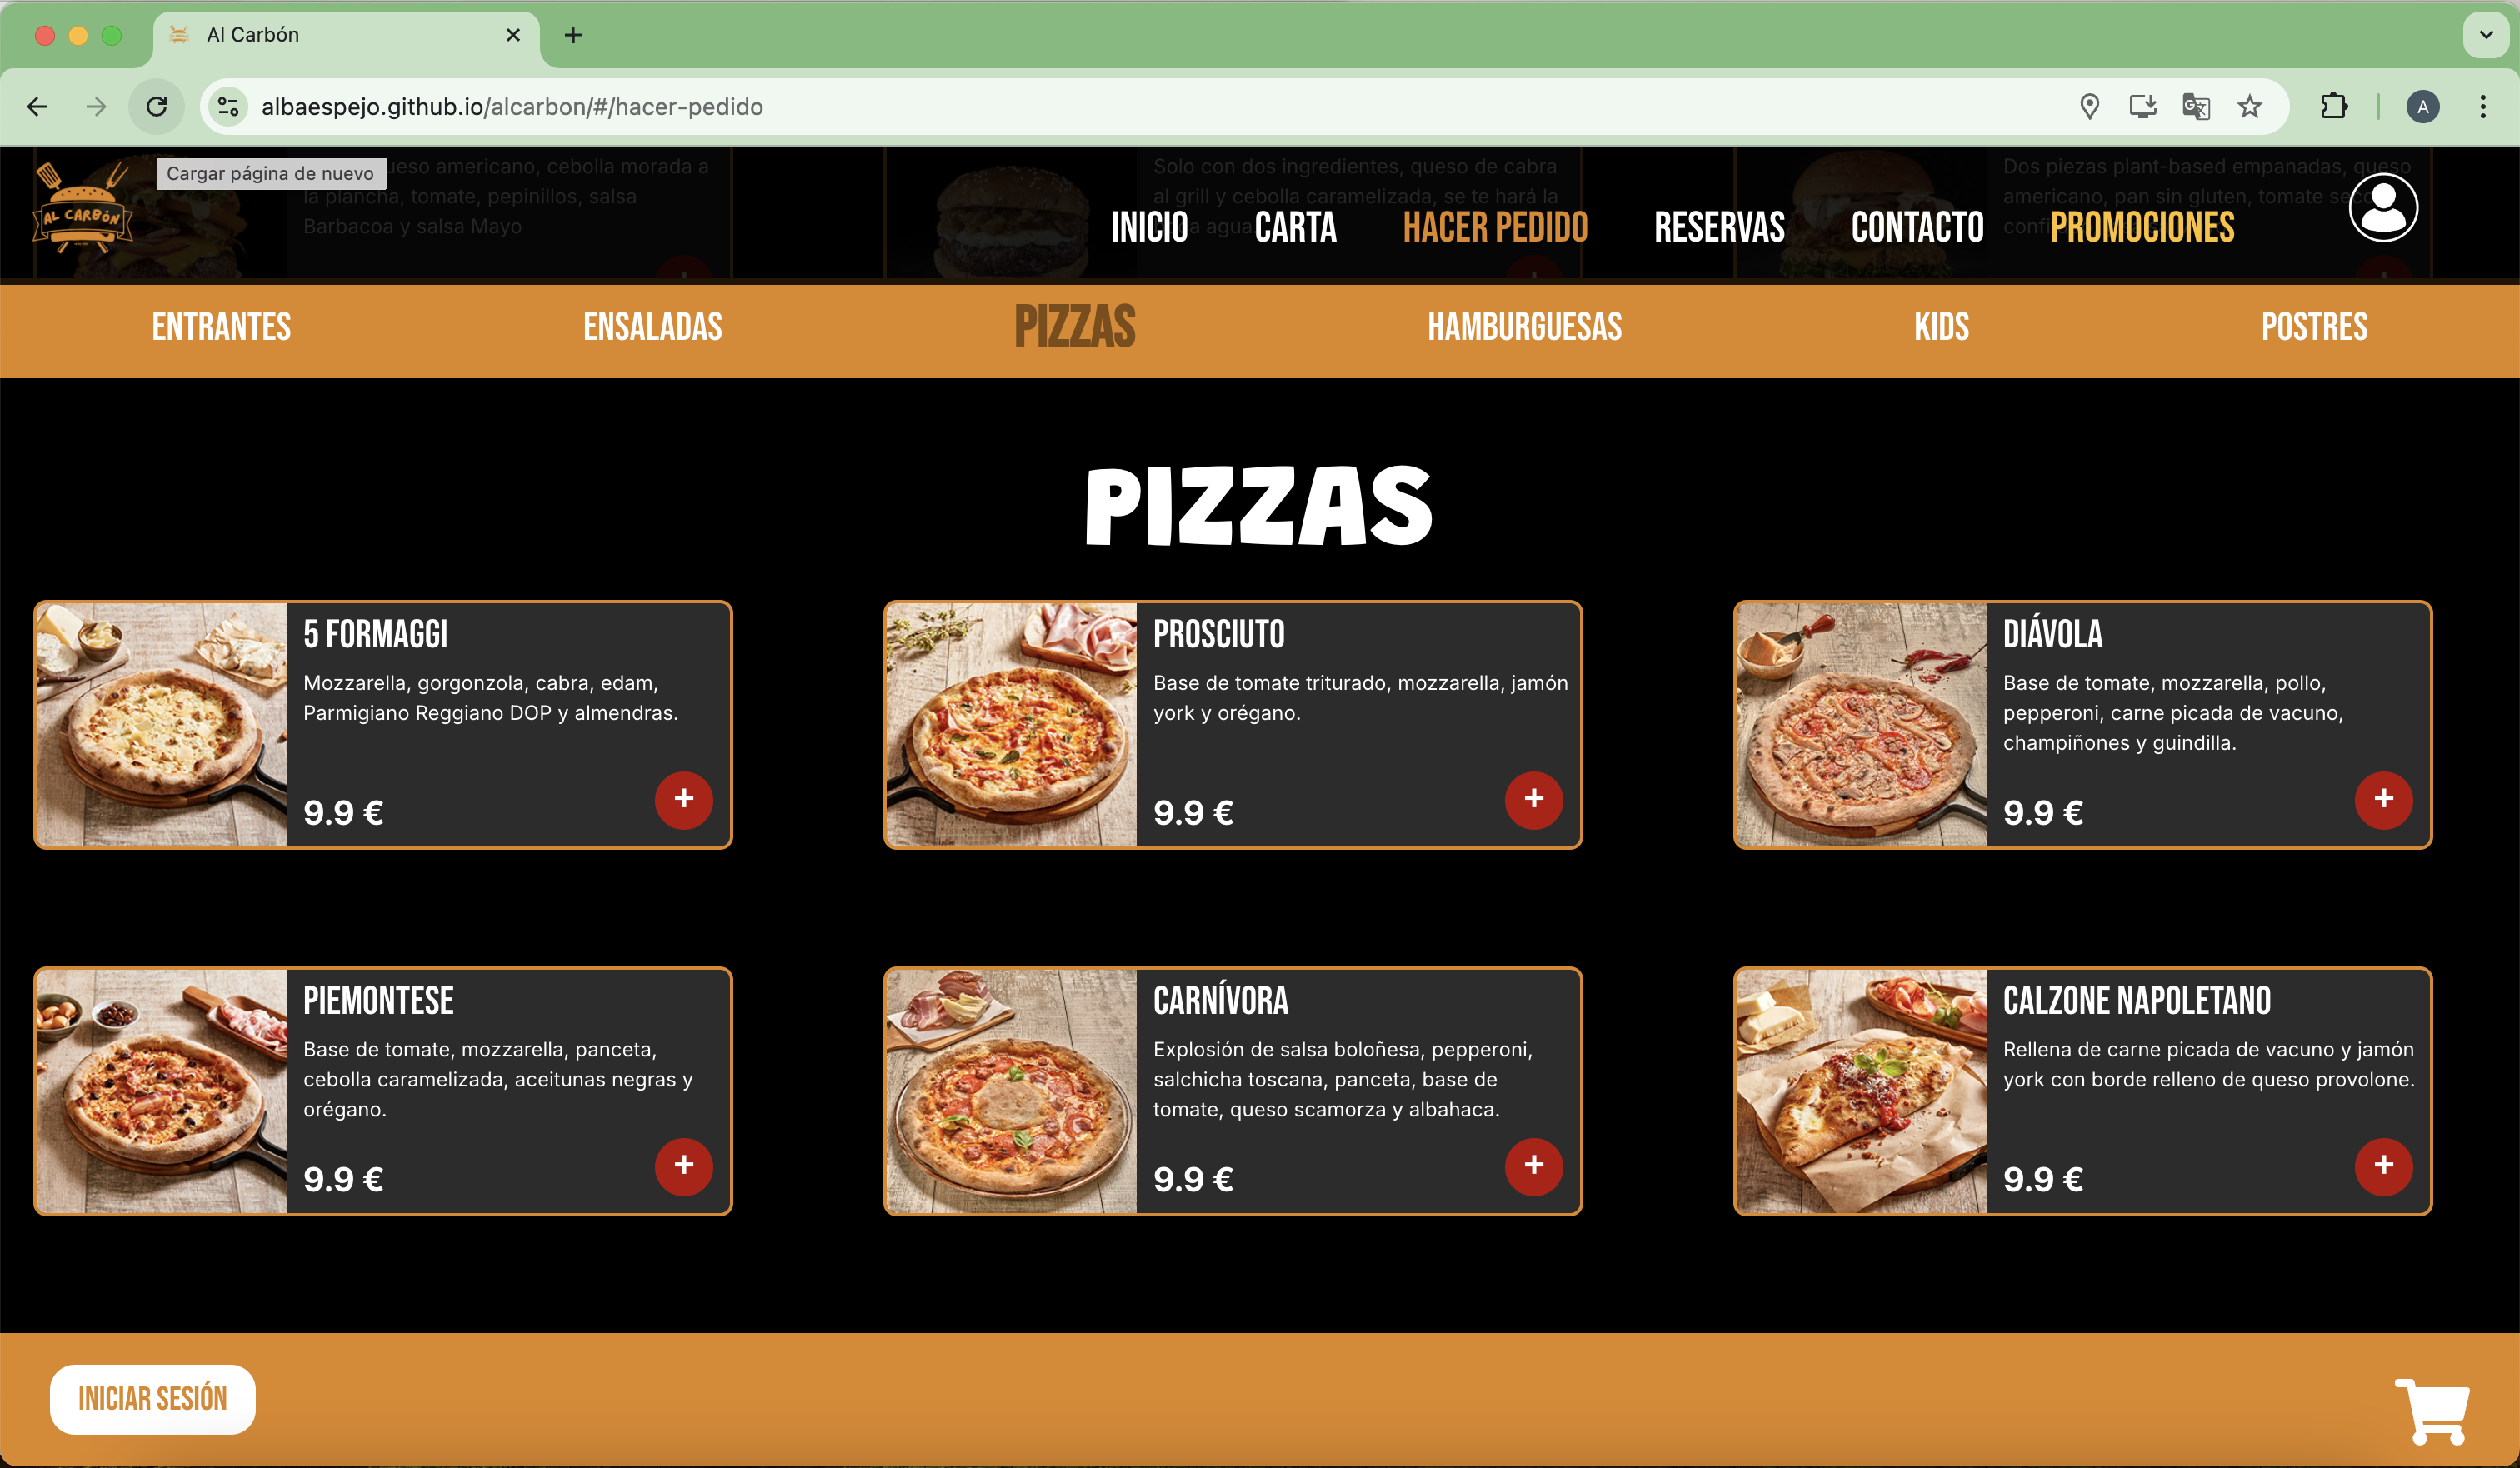 Al Carbón
albaespejo.github.io/alcarbon/#/hacer-pedido
A
Cargar página de nuevo
AL CARBÓN
ueso americano, cebolla morada a
la plancha, tomate, pepinillos, salsa
Barbacoa y salsa Mayo
Solo con dos ingredientes, queso de cabra
al grill y cebolla caramelizada, se te hará la
a agua
Dos piezas plant-based empanadas, queso
americano, pan sin gluten, tomate seco
conf
INICIO
CARTA
HACER PEDIDO
RESERVAS
CONTACTO
PROMOCIONES
ENTRANTES
ENSALADAS
PIZZAS
HAMBURGUESAS
KIDS
POSTRES
PIZZAS
5 FORMAGGI
Mozzarella, gorgonzola, cabra, edam,
Parmigiano Reggiano DOP y almendras.
9.9 €
+
PROSCIUTO
Base de tomate triturado, mozzarella, jamón
york y orégano.
9.9 €
+
DIÁVOLA
Base de tomate, mozzarella, pollo,
pepperoni, carne picada de vacuno,
champiñones y guindilla.
9.9 €
+
PIEMONTESE
Base de tomate, mozzarella, panceta,
cebolla caramelizada, aceitunas negras y
orégano.
9.9 €
+
CARNÍVORA
Explosión de salsa boloñesa, pepperoni,
salchicha toscana, panceta, base de
tomate, queso scamorza y albahaca.
9.9 €
+
CALZONE NAPOLETANO
Rellena de carne picada de vacuno y jamón
york con borde relleno de queso provolone.
9.9 €
+
INICIAR SESIÓN